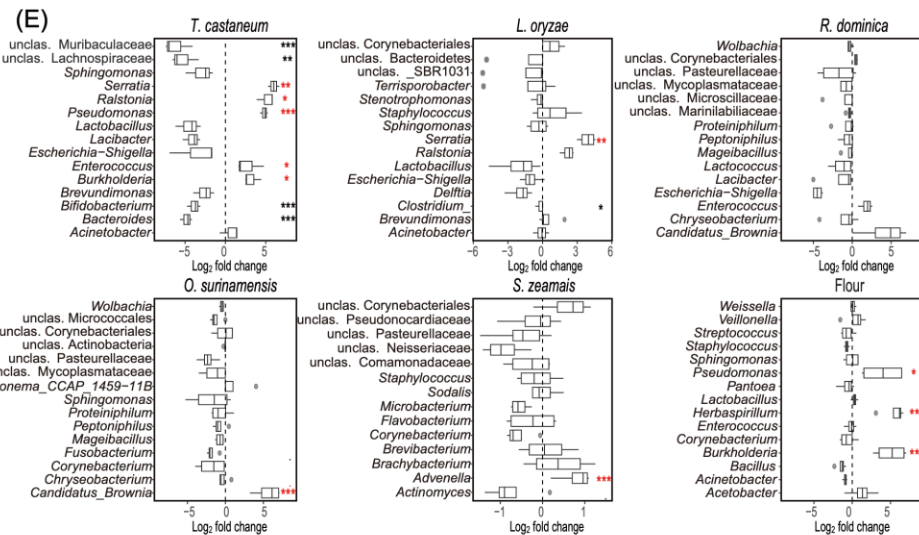 (E)
T. castaneum
unclas. Muribaculaceae
***
unclas. Lachnospiraceae
**
Sphingomonas
Serratia
**
Ralstonia
*
Pseudomonas
***
Lactobacillus
Lacibacter
Escherichia-Shigella
Enterococcus
*
Burkholderia
*
Brevundimonas
Bifidobacterium
***
Bacteroides
***
Acinetobacter
-5 0 5
Log2 fold change
L. oryzae
unclas. Corynebacteriales
unclas. Bacteroidetes
unclas. _SBR1031
Terrisporobacter
Stenotrophomonas
Staphylococcus
Sphingomonas
Serratia
**
Ralstonia
Lactobacillus
Escherichia-Shigella
Delftia
Clostridium_
*
Brevundimonas
Acinetobacter
-6 -3 0 3 6
Log2 fold change
R. dominica
Wolbachia
unclas. Corynebacteriales
unclas. Pasteurellaceae
unclas. Mycoplasmataceae
unclas. Microscillaceae
unclas. Marinilabiliaceae
Proteiniphilum
Peptoniphilus
Mageibacillus
Lactococcus
Lacibacter
Escherichia-Shigella
Enterococcus
Chryseobacterium
Candidatus_Brownia
-5 0 5
Log2 fold change
O. surinamensis
Wolbachia
unclas. Micrococcales
unclas. Corynebacteriales
unclas. Actinobacteria
unclas. Pasteurellaceae
nclas. Mycoplasmataceae
onema_CCAP_1459-11B
Sphingomonas
Proteiniphilum
Peptoniphilus
Mageibacillus
Fusobacterium
Corynebacterium
Chryseobacterium
Candidatus_Brownia
***
-5 0 5
Log2 fold change
S. zeamais
unclas. Corynebacteriales
unclas. Pseudonocardiaceae
unclas. Pasteurellaceae
unclas. Neisseriaceae
unclas. Comamonadaceae
Staphylococcus
Sodalis
Microbacterium
Flavobacterium
Corynebacterium
Brevibacterium
Brachybacterium
Advenella
***
Actinomyces
-1 0 1
Log2 fold change
Flour
Weissella
Veillonella
Streptococcus
Staphylococcus
Sphingomonas
Pseudomonas
*
Pantoea
Lactobacillus
Herbaspirillum
**
Enterococcus
Corynebacterium
Burkholderia
**
Bacillus
Acinetobacter
Acetobacter
-5 0 5
Log2 fold change